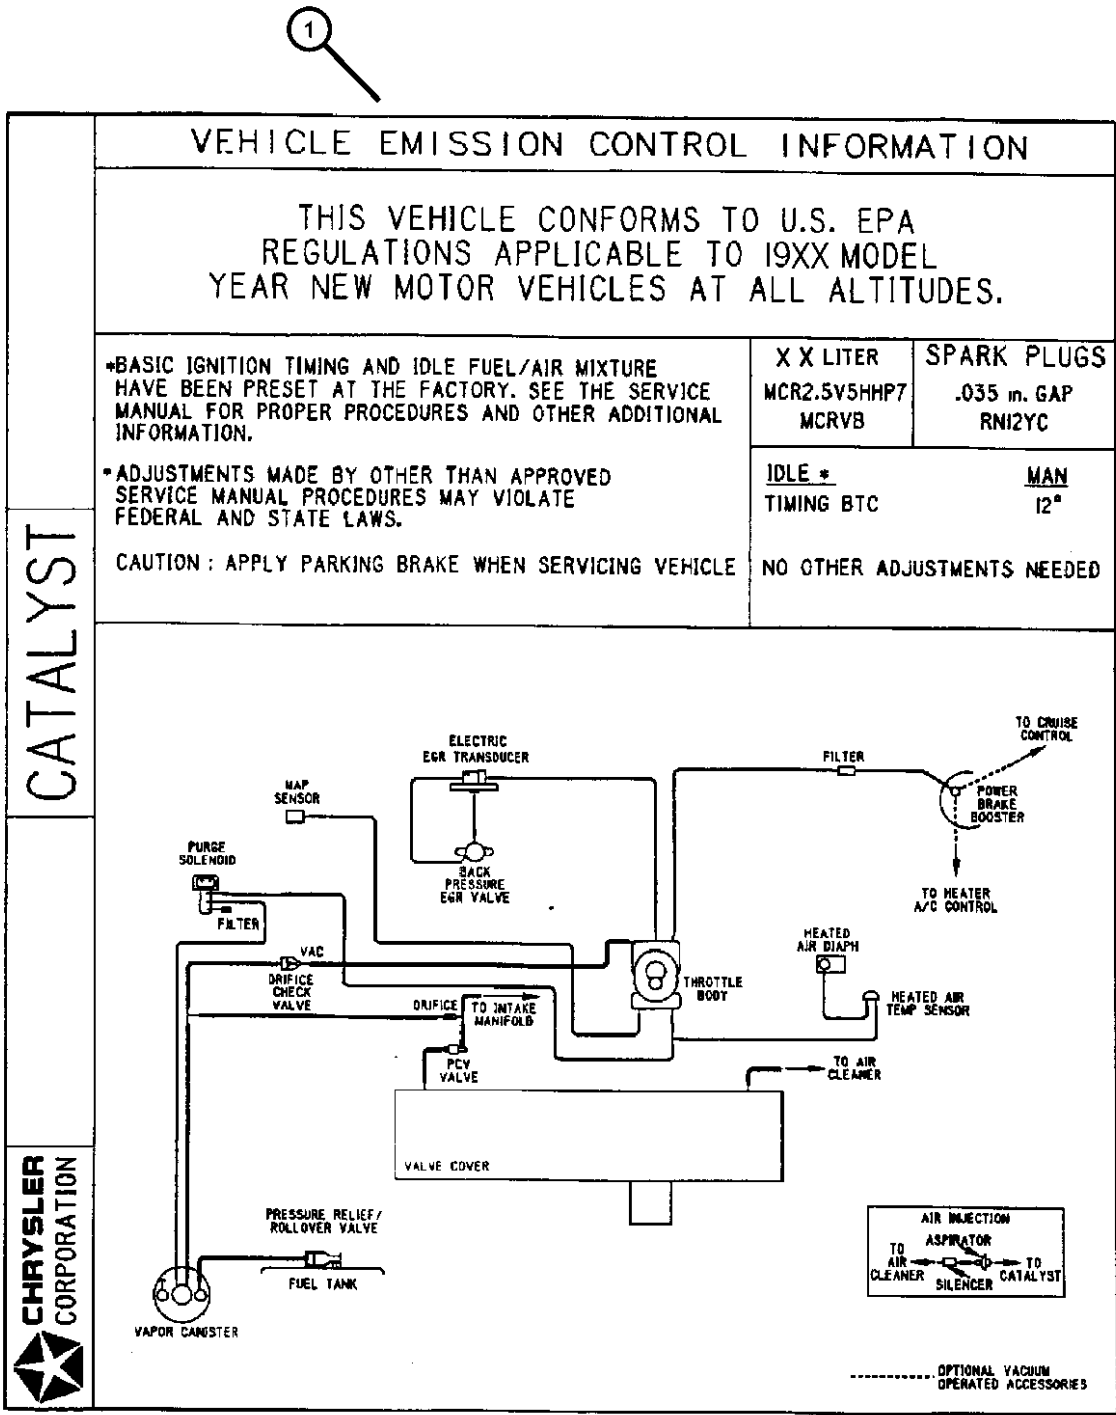 1
VEHICLE EMISSION CONTROL INFORMATION
THIS VEHICLE CONFORMS TO U.S. EPA
REGULATIONS APPLICABLE TO 19XX MODEL
YEAR NEW MOTOR VEHICLES AT ALL ALTITUDES.
*BASIC IGNITION TIMING AND IDLE FUEL/AIR MIXTURE
HAVE BEEN PRESET AT THE FACTORY. SEE THE SERVICE
MANUAL FOR PROPER PROCEDURES AND OTHER ADDITIONAL
INFORMATION.
*ADJUSTMENTS MADE BY OTHER THAN APPROVED
SERVICE MANUAL PROCEDURES MAY VIOLATE
FEDERAL AND STATE LAWS.
CAUTION : APPLY PARKING BRAKE WHEN SERVICING VEHICLE
X X LITER
MCR2.5V5HHP7
MCRVB
SPARK PLUGS
.035 in. GAP
RN12YC
IDLE * MAN
TIMING BTC 12°
NO OTHER ADJUSTMENTS NEEDED
CATALYST
CHRYSLER
CORPORATION
TO CRUISE
CONTROL
ELECTRIC
EGR TRANSDUCER
FILTER
MAP
SENSOR
POWER
BRAKE
BOOSTER
PURGE
SOLENOID
BACK
PRESSURE
EGR VALVE
TO HEATER
A/C CONTROL
FILTER
HEATED
AIR DIAPH
VAC
ORIFICE
CHECK
VALVE
THROTTLE
BODY
ORIFICE
TO INTAKE
MANIFOLD
HEATED AIR
TEMP SENSOR
PCV
VALVE
TO AIR
CLEANER
VALVE COVER
PRESSURE RELIEF/
ROLLOVER VALVE
FUEL TANK
VAPOR CANISTER
AIR INJECTION
ASPIRATOR
TO
AIR
CLEANER
SILENCER
TO
CATALYST
OPTIONAL VACUUM
OPERATED ACCESSORIES